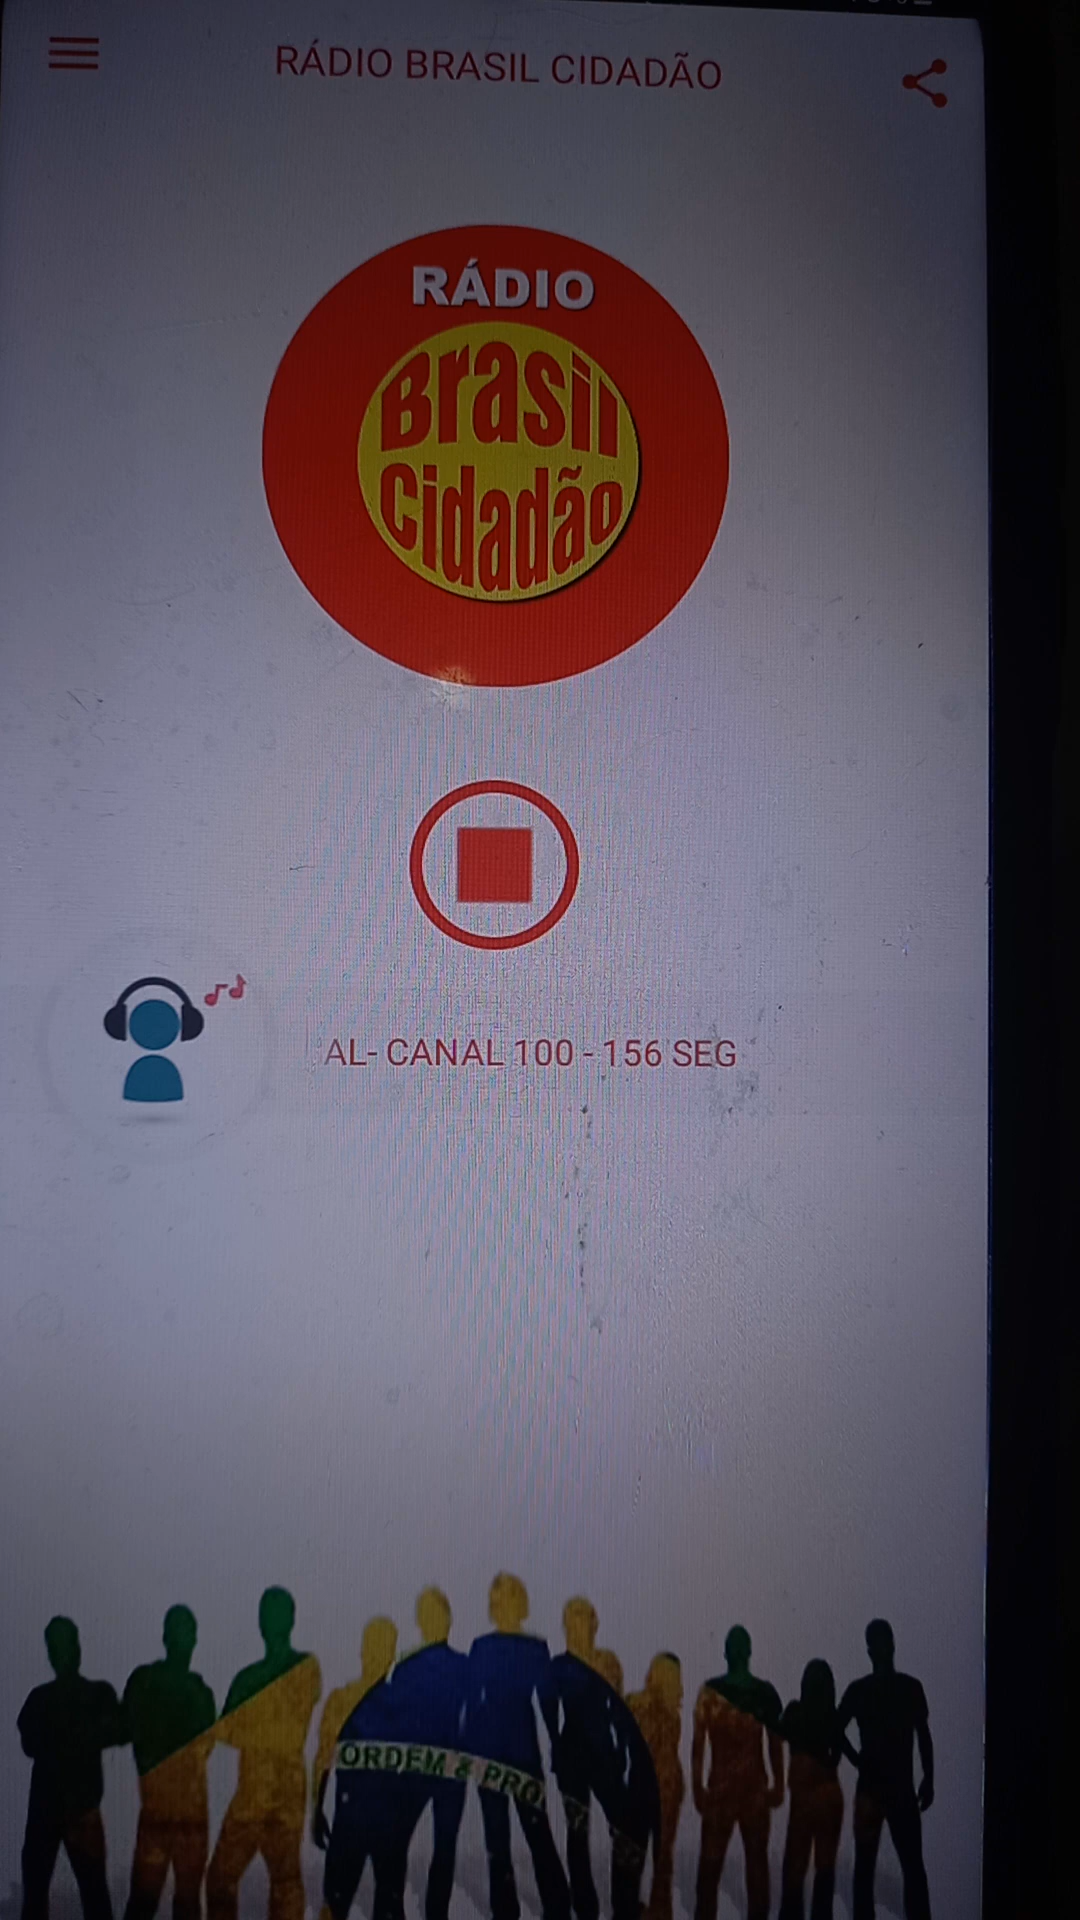 RÁDIO BRASIL CIDADÃO
RÁDIO
Brasil
Cidadão
AL- CANAL 100 - 156 SEG
ORDEM & PRO